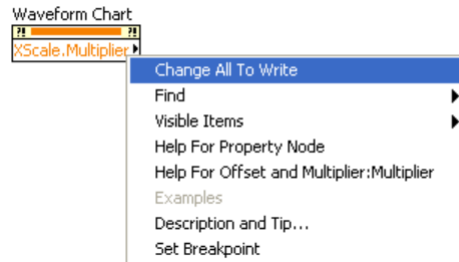 Waveform Chart
?! ?!
XScale.Multiplier
Change All To Write
Find
Visible Items
Help For Property Node
Help For Offset and Multiplier:Multiplier
Examples
Description and Tip...
Set Breakpoint